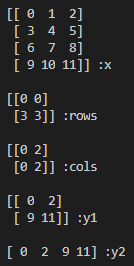 [[ 0  1  2]
 [ 3  4  5]
 [ 6  7  8]
 [ 9 10 11]] :x
[[0 0]
 [3 3]] :rows
[[0 2]
 [0 2]] :cols
[[ 0  2]
 [ 9 11]] :y1
[ 0  2  9 11] :y2